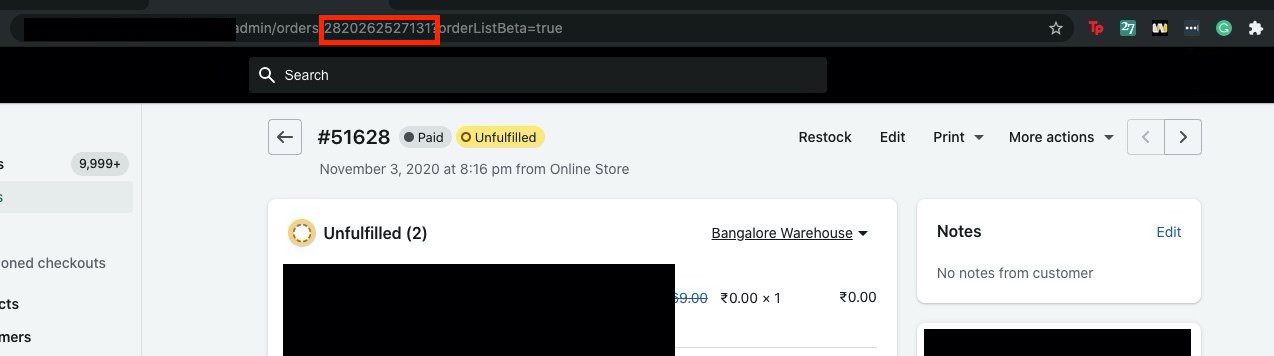 admin/orders/2820262527131?orderListBeta=true
Tp 27
Search
#51628 Paid Unfulfilled Restock Edit Print More actions
November 3, 2020 at 8:16 pm from Online Store
s 9,999+
s
Unfulfilled (2) Bangalore Warehouse
Notes Edit
oned checkouts
No notes from customer
69.00 ₹0.00 × 1 ₹0.00
cts
mers